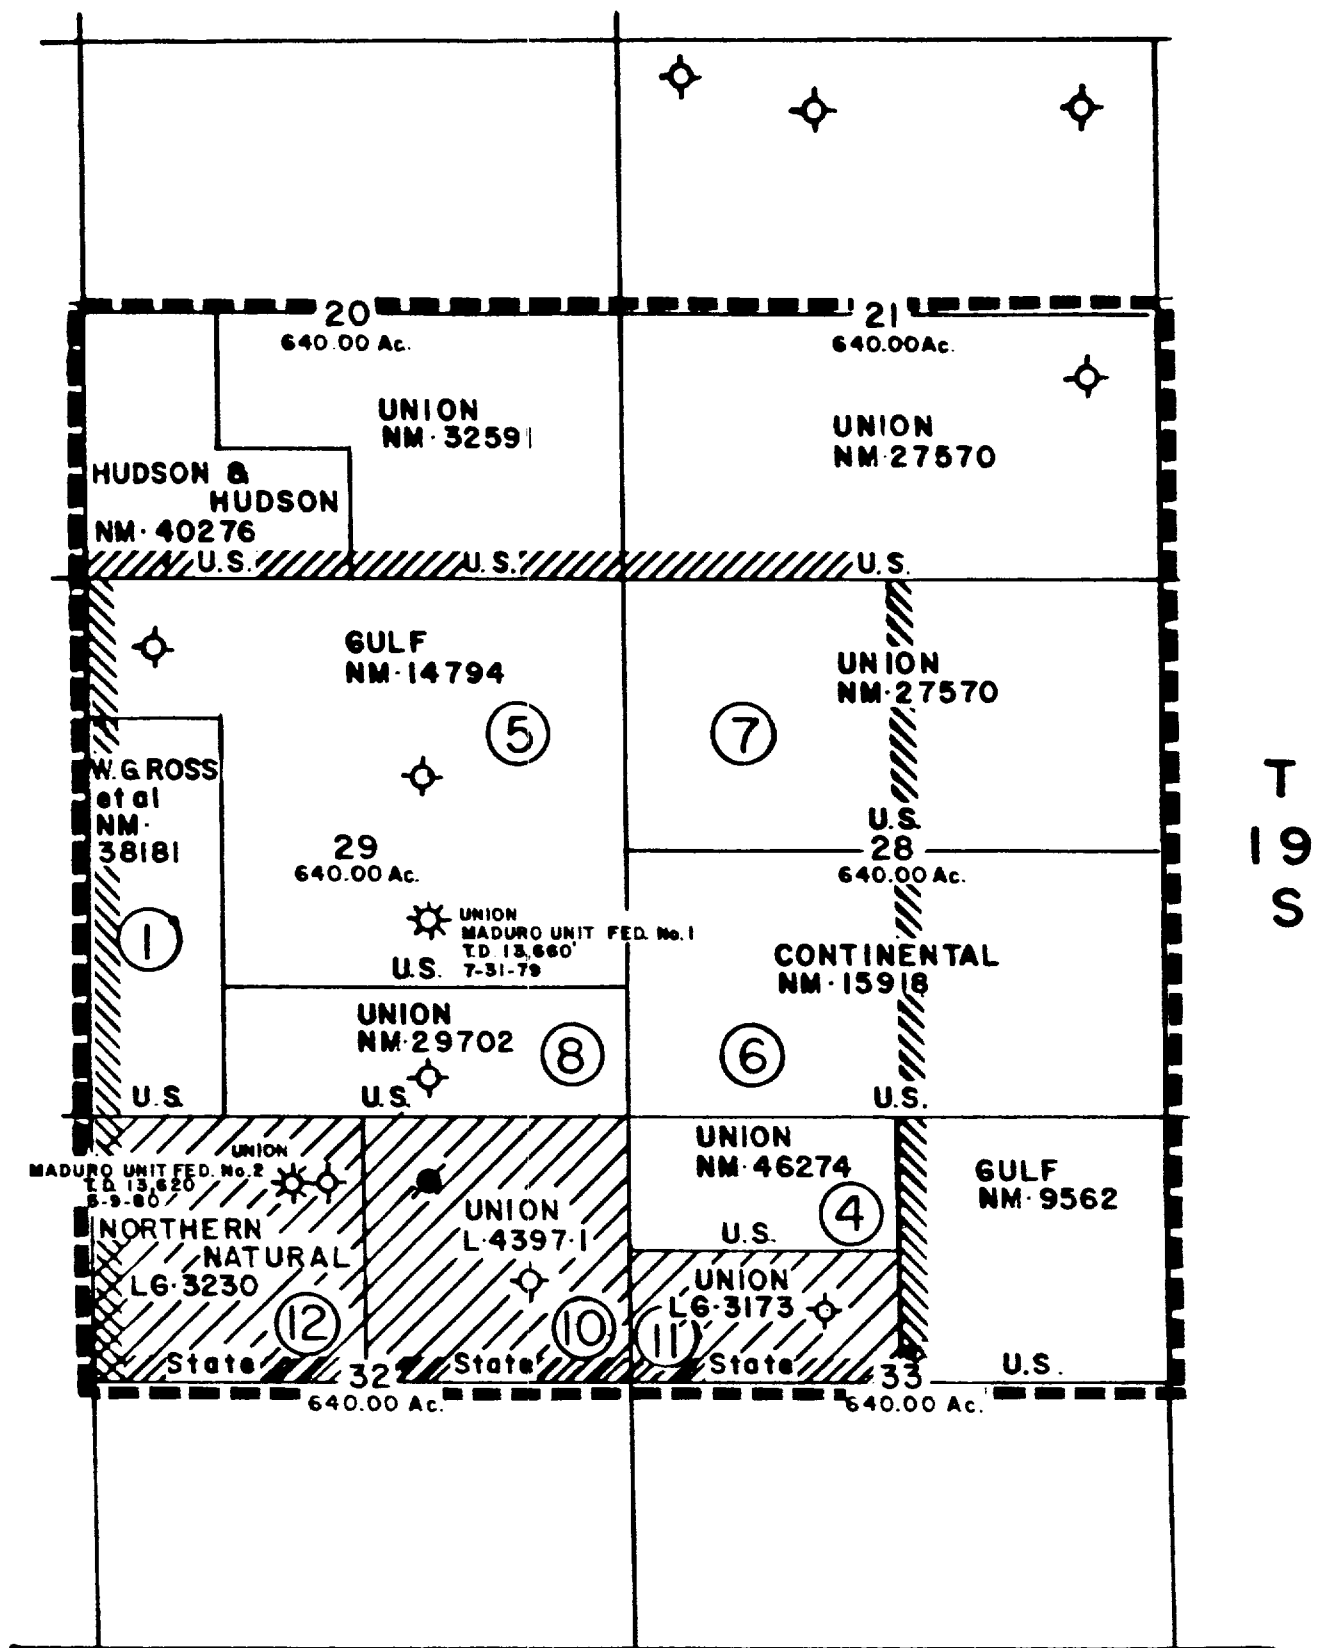 20
640.00 Ac.
21
640.00 Ac.
UNION
NM-32591
UNION
NM-27570
HUDSON &
HUDSON
NM-40276
U.S.
U.S.
U.S.
GULF
NM-14794
UNION
NM-27570
5
7
W.G. ROSS
et al
NM-
38181
T
19
S
U.S.
29
640.00 Ac.
28
640.00 Ac.
1
UNION
MADURO UNIT FED. No. 1
T.D. 13,660'
7-31-79
U.S.
CONTINENTAL
NM-15918
UNION
NM-29702
8
6
U.S.
U.S.
U.S.
UNION
MADURO UNIT FED. No. 2
T.D. 13,620
UNION
NM-46274
GULF
NM-9562
NORTHERN
NATURAL
LG-3230
UNION
L-4397-1
4
U.S.
UNION
LG-3173
12
10
11
State
State
State
U.S.
32
640.00 Ac.
33
640.00 Ac.